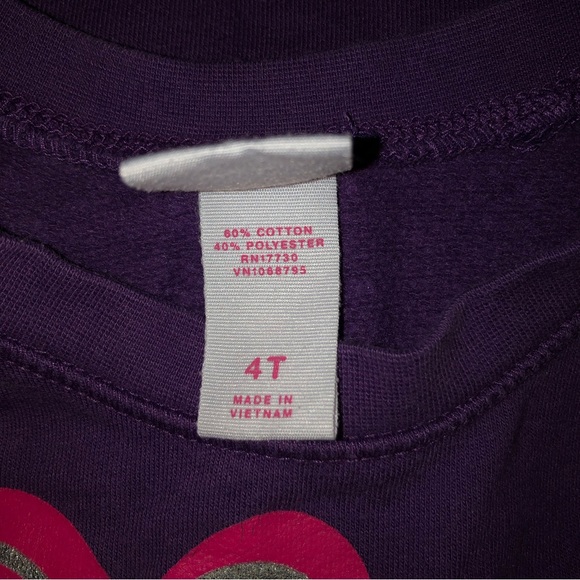 60% COTTON
40% POLYESTER
RN17730
VN1088795
4T
MADE IN
VIETNAM